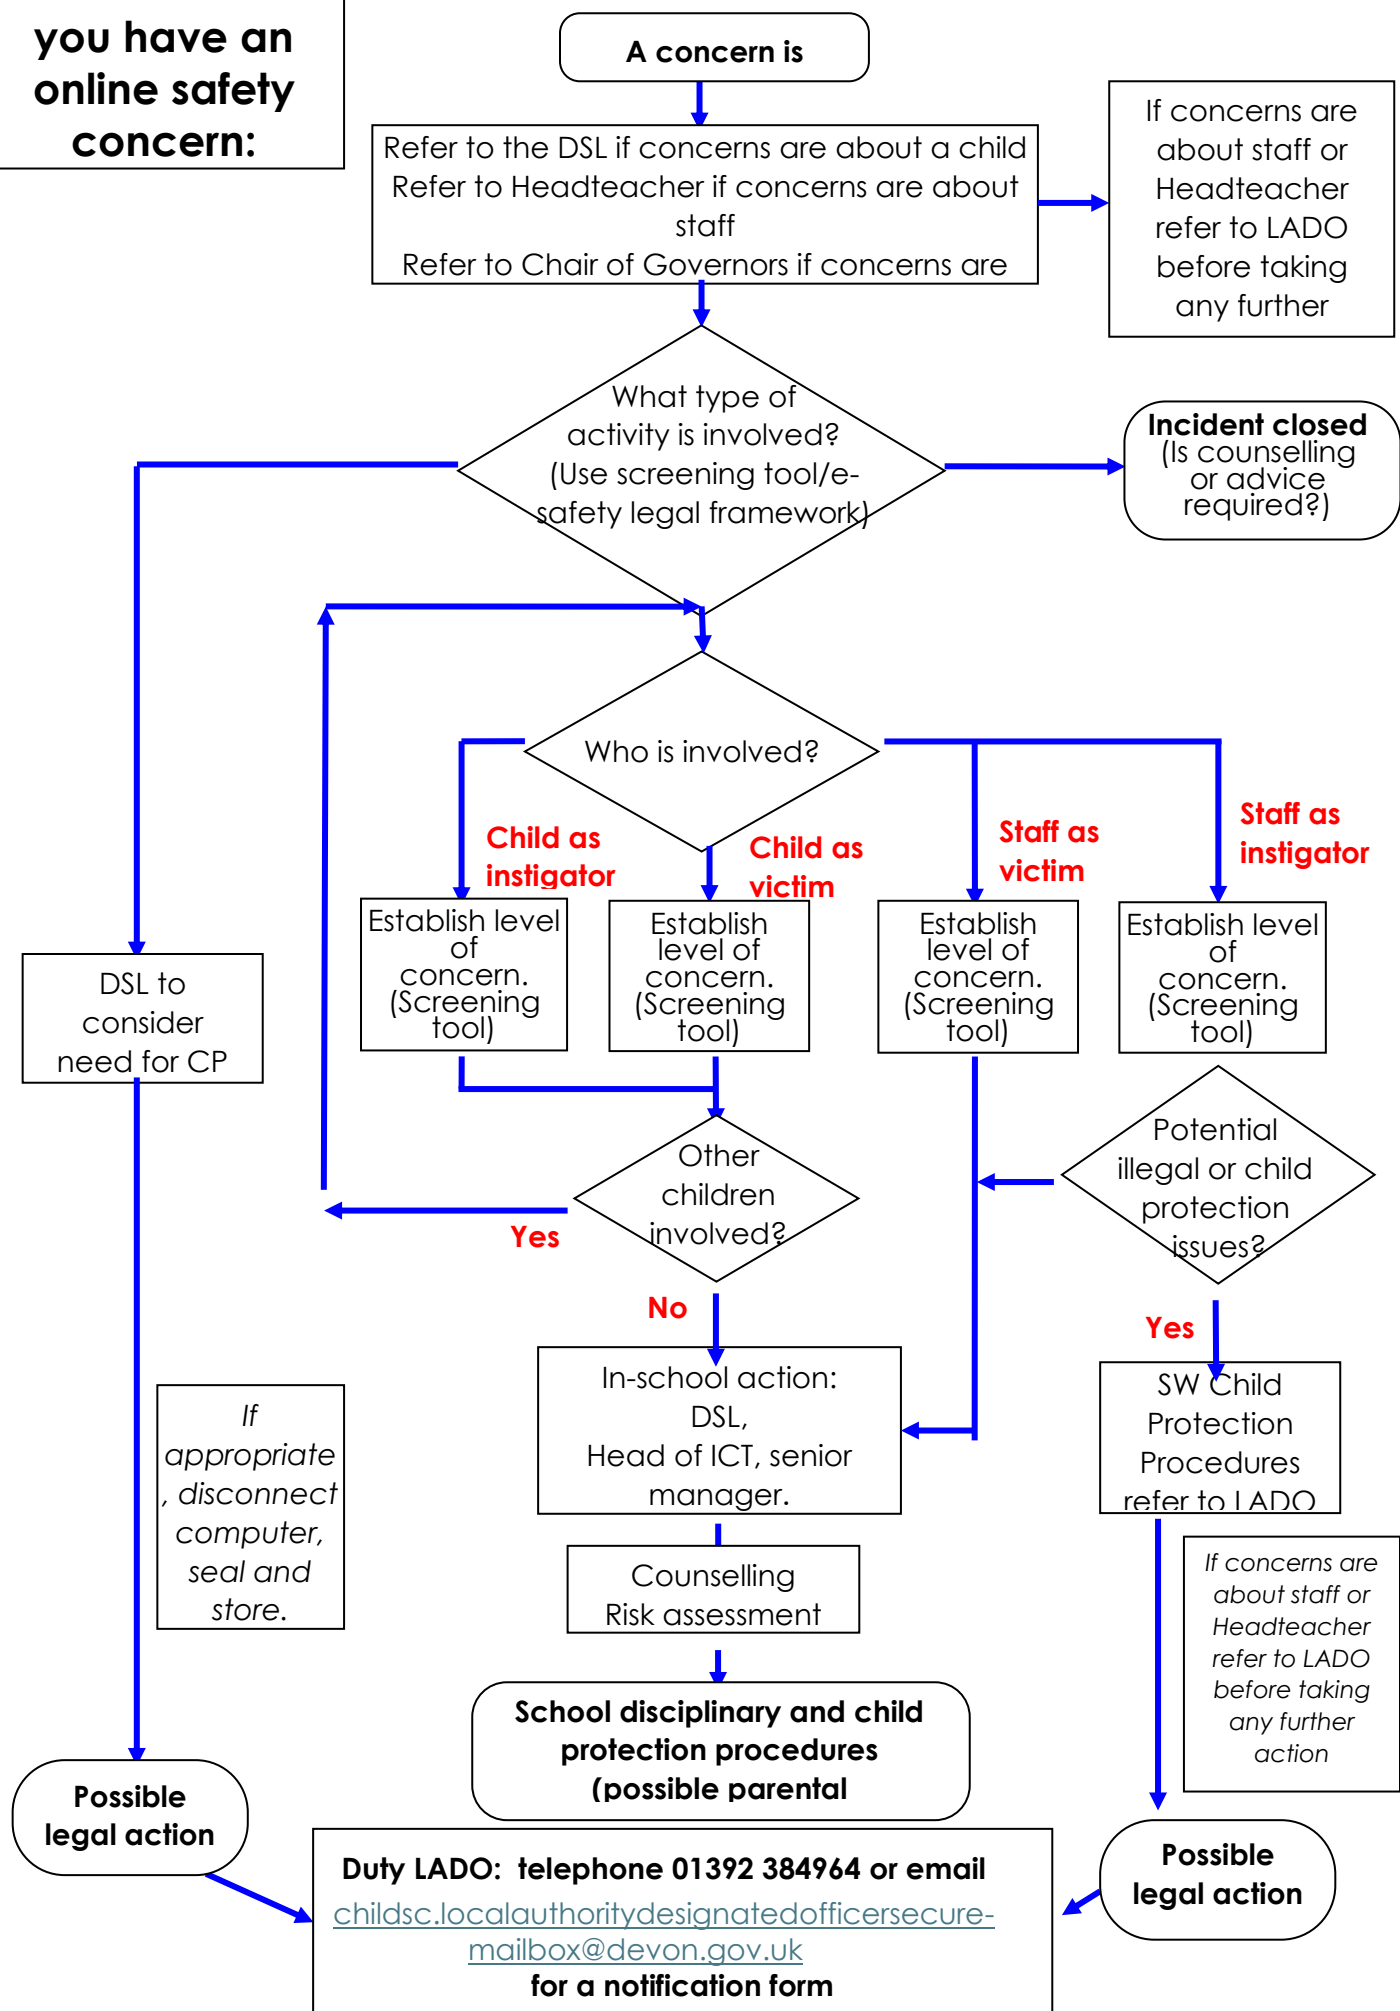 you have an
online safety
concern:
A concern is
Refer to the DSL if concerns are about a child
Refer to Headteacher if concerns are about
staff
Refer to Chair of Governors if concerns are
If concerns are
about staff or
Headteacher
refer to LADO
before taking
any further
What type of
activity is involved?
(Use screening tool/e-
safety legal framework)
Incident closed
(Is counselling
or advice
required?)
Who is involved?
Child as
instigator
Child as
victim
Staff as
victim
Staff as
instigator
Establish level
of
concern.
(Screening
tool)
Establish
level of
concern.
(Screening
tool)
Establish
level of
concern.
(Screening
tool)
Establish level
of
concern.
(Screening
tool)
DSL to
consider
need for CP
Other
children
involved?
Potential
illegal or child
protection
issues?
Yes
No
Yes
In-school action:
DSL,
Head of ICT, senior
manager.
SW Child
Protection
Procedures
refer to LADO
If
appropriate
, disconnect
computer,
seal and
store.
Counselling
Risk assessment
If concerns are
about staff or
Headteacher
refer to LADO
before taking
any further
action
School disciplinary and child
protection procedures
(possible parental
Possible
legal action
Possible
legal action
Duty LADO: telephone 01392 384964 or email
childsc.localauthoritydesignatedofficersecure-
mailbox@devon.gov.uk
for a notification form